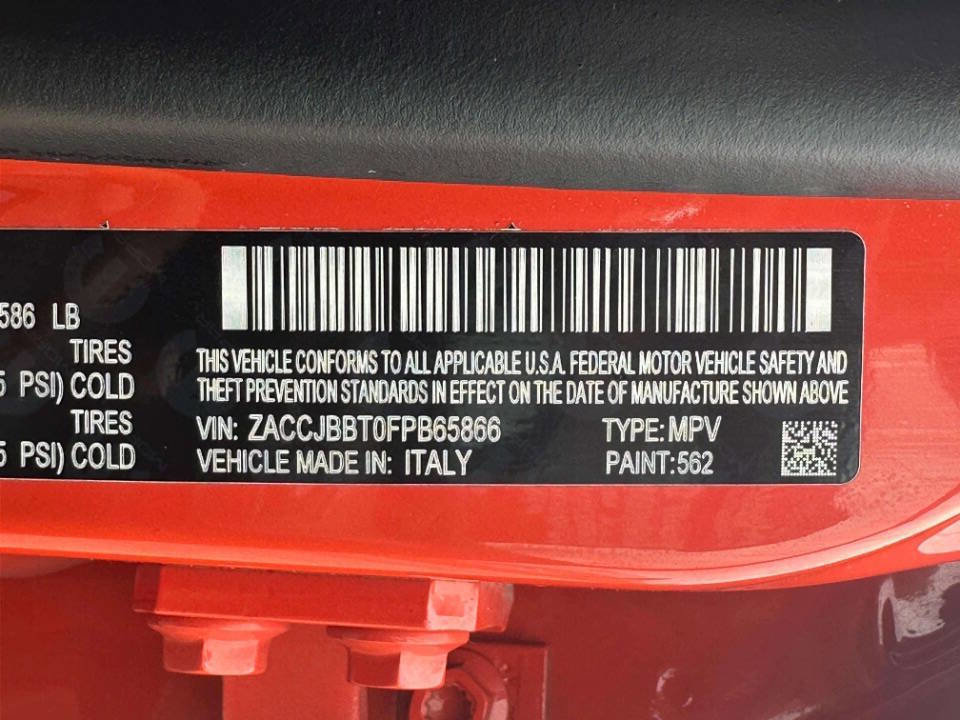 586 LB
TIRES
5 PSI) COLD
TIRES
5 PSI) COLD
THIS VEHICLE CONFORMS TO ALL APPLICABLE U.S.A. FEDERAL MOTOR VEHICLE SAFETY AND
THEFT PREVENTION STANDARDS IN EFFECT ON THE DATE OF MANUFACTURE SHOWN ABOVE
VIN: ZACCJBBT0FPB65866 TYPE: MPV
VEHICLE MADE IN: ITALY PAINT:562